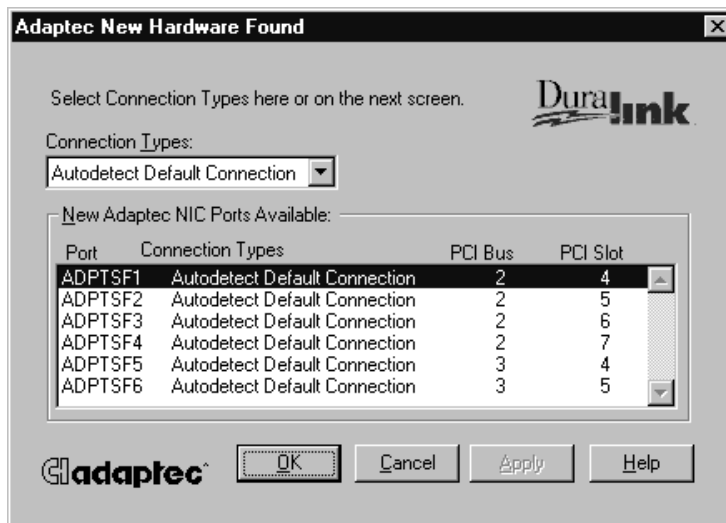 Adaptec New Hardware Found
Select Connection Types here or on the next screen.
Duralink
Connection Types:
Autodetect Default Connection
New Adaptec NIC Ports Available:
Port Connection Types PCI Bus PCI Slot
ADPTSF1 Autodetect Default Connection 2 4
ADPTSF2 Autodetect Default Connection 2 5
ADPTSF3 Autodetect Default Connection 2 6
ADPTSF4 Autodetect Default Connection 2 7
ADPTSF5 Autodetect Default Connection 3 4
ADPTSF6 Autodetect Default Connection 3 5
adaptec OK Cancel Apply Help